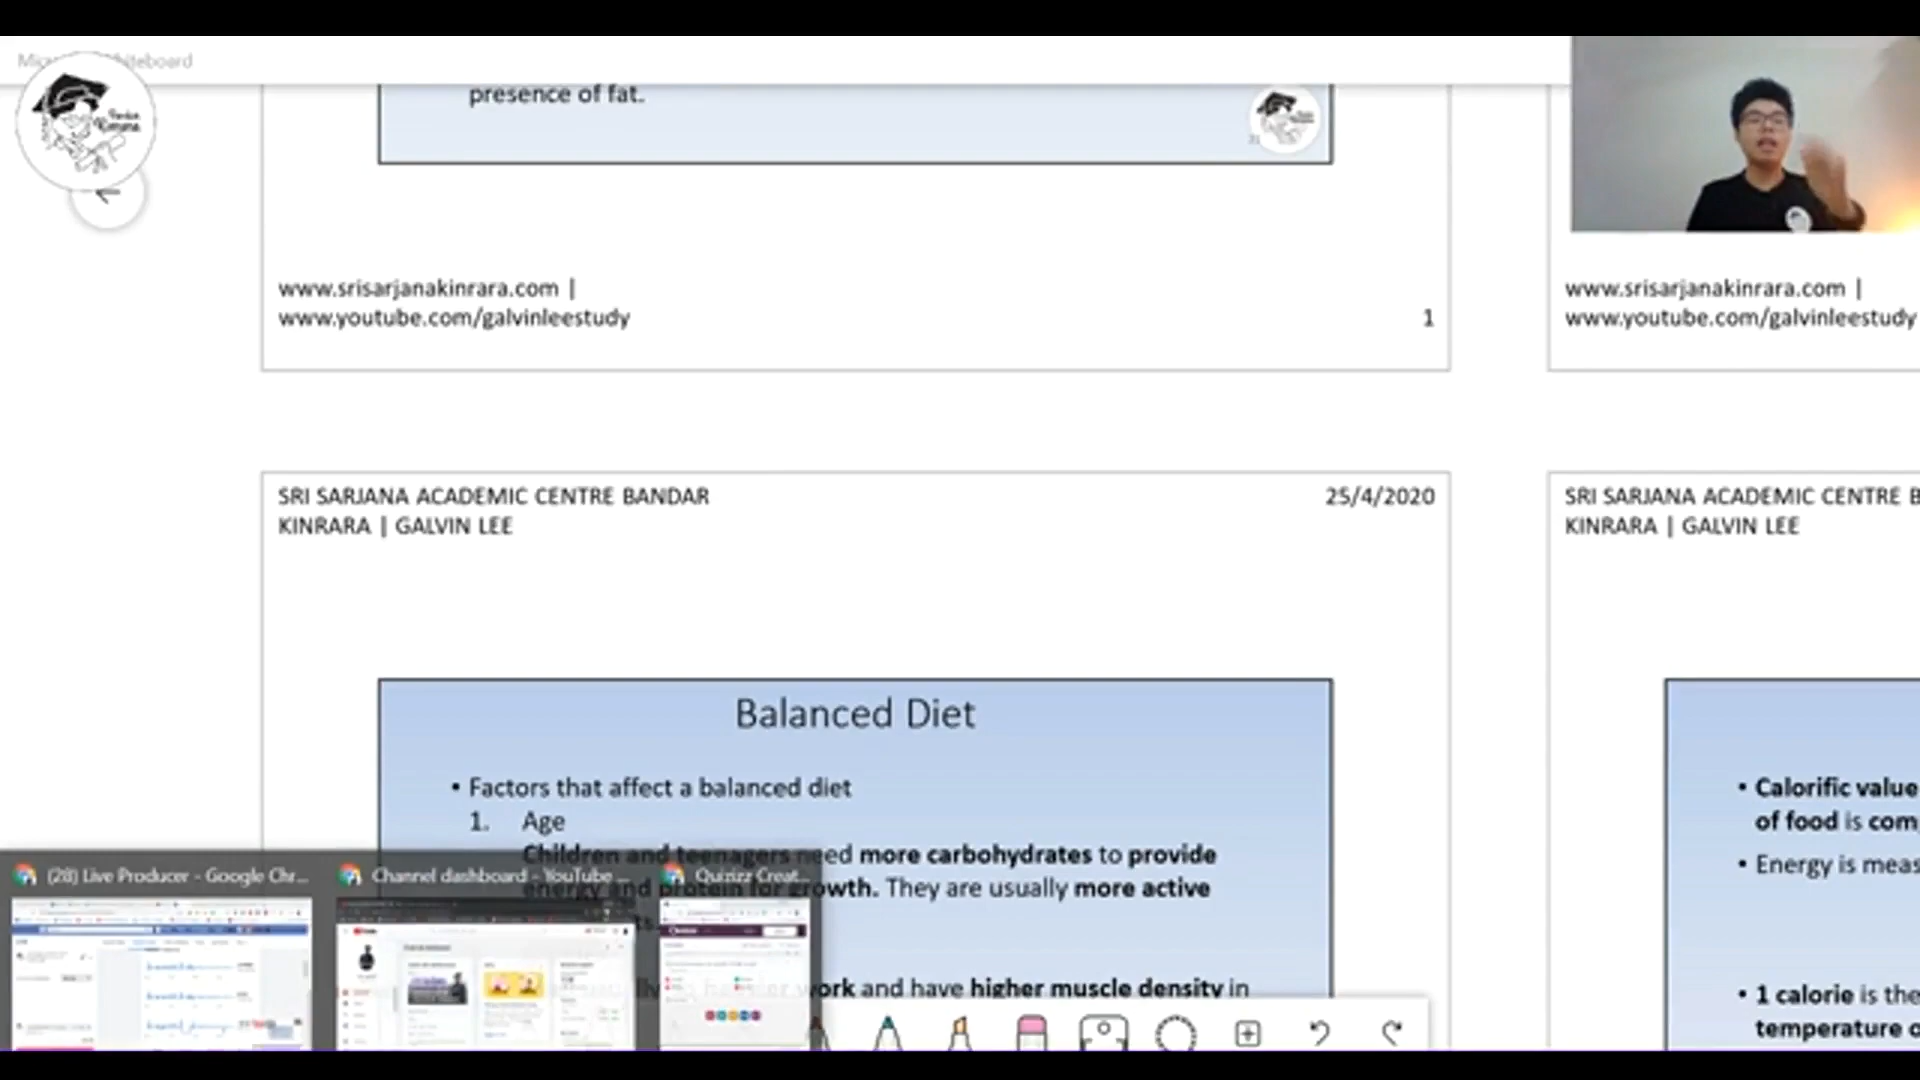 presence of fat.
www.srisarjanakinrara.com |
www.youtube.com/galvinleestudy
1
www.srisarjanakinrara.com |
www.youtube.com/galvinleestudy
SRI SARJANA ACADEMIC CENTRE BANDAR
KINRARA | GALVIN LEE
25/4/2020
SRI SARJANA ACADEMIC CENTRE B
KINRARA | GALVIN LEE
Balanced Diet
• Factors that affect a balanced diet
1. Age
Children and teenagers need more carbohydrates to provide
energy and protein for growth. They are usually more active
work and have higher muscle density in
• Calorific value
of food is com
• Energy is meas
• 1 calorie is the
temperature o
(28) Live Producer - Google Chr...
Channel dashboard - YouTube ...
Quizizz Creat...